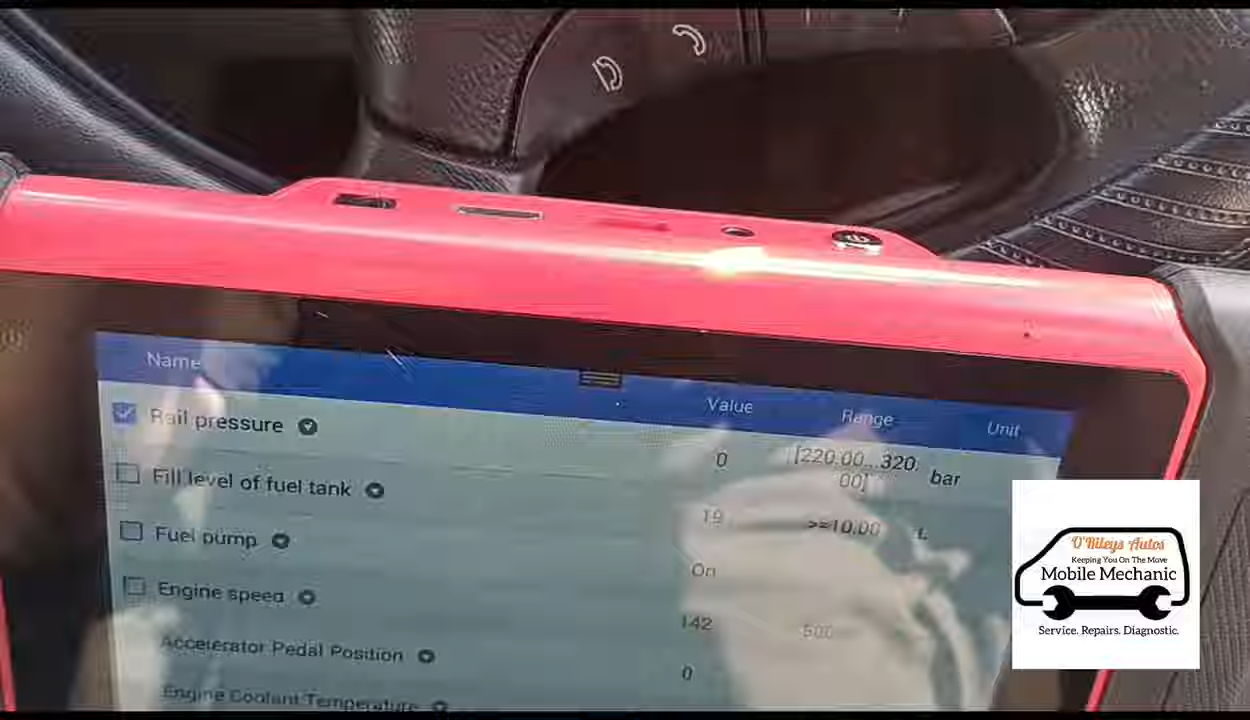 Name Value Range Unit
Rail pressure 0 [220.00...320. bar
00]
Fill level of fuel tank 19 >=10.00 L
Fuel pump On
Engine speed 142 500
Accelerator Pedal Position 0
Engine Coolant Temperature
O'Rileys Autos
Keeping You On The Move
Mobile Mechanic
Service. Repairs. Diagnostic.